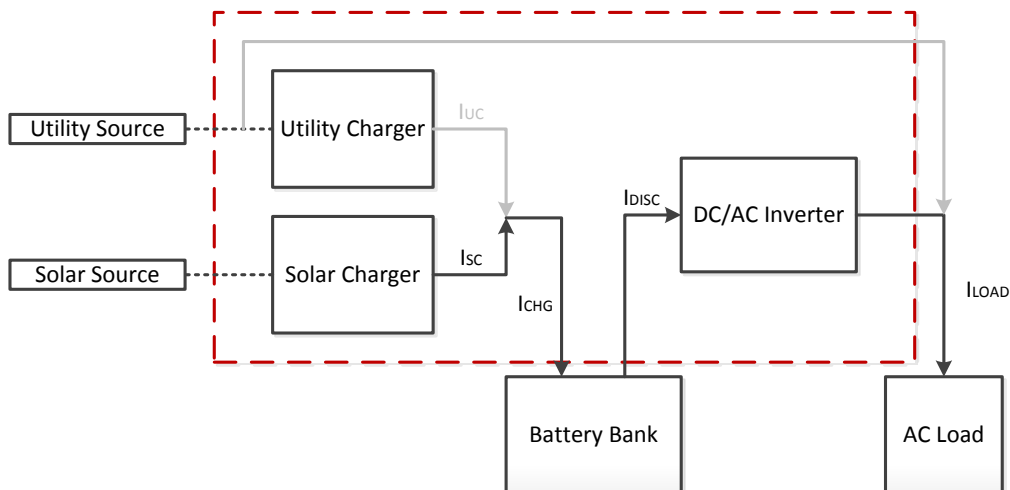 Utility Source
Utility Charger
IUC
Solar Source
Solar Charger
ISC
ICHG
IDISC
DC/AC Inverter
ILOAD
Battery Bank
AC Load